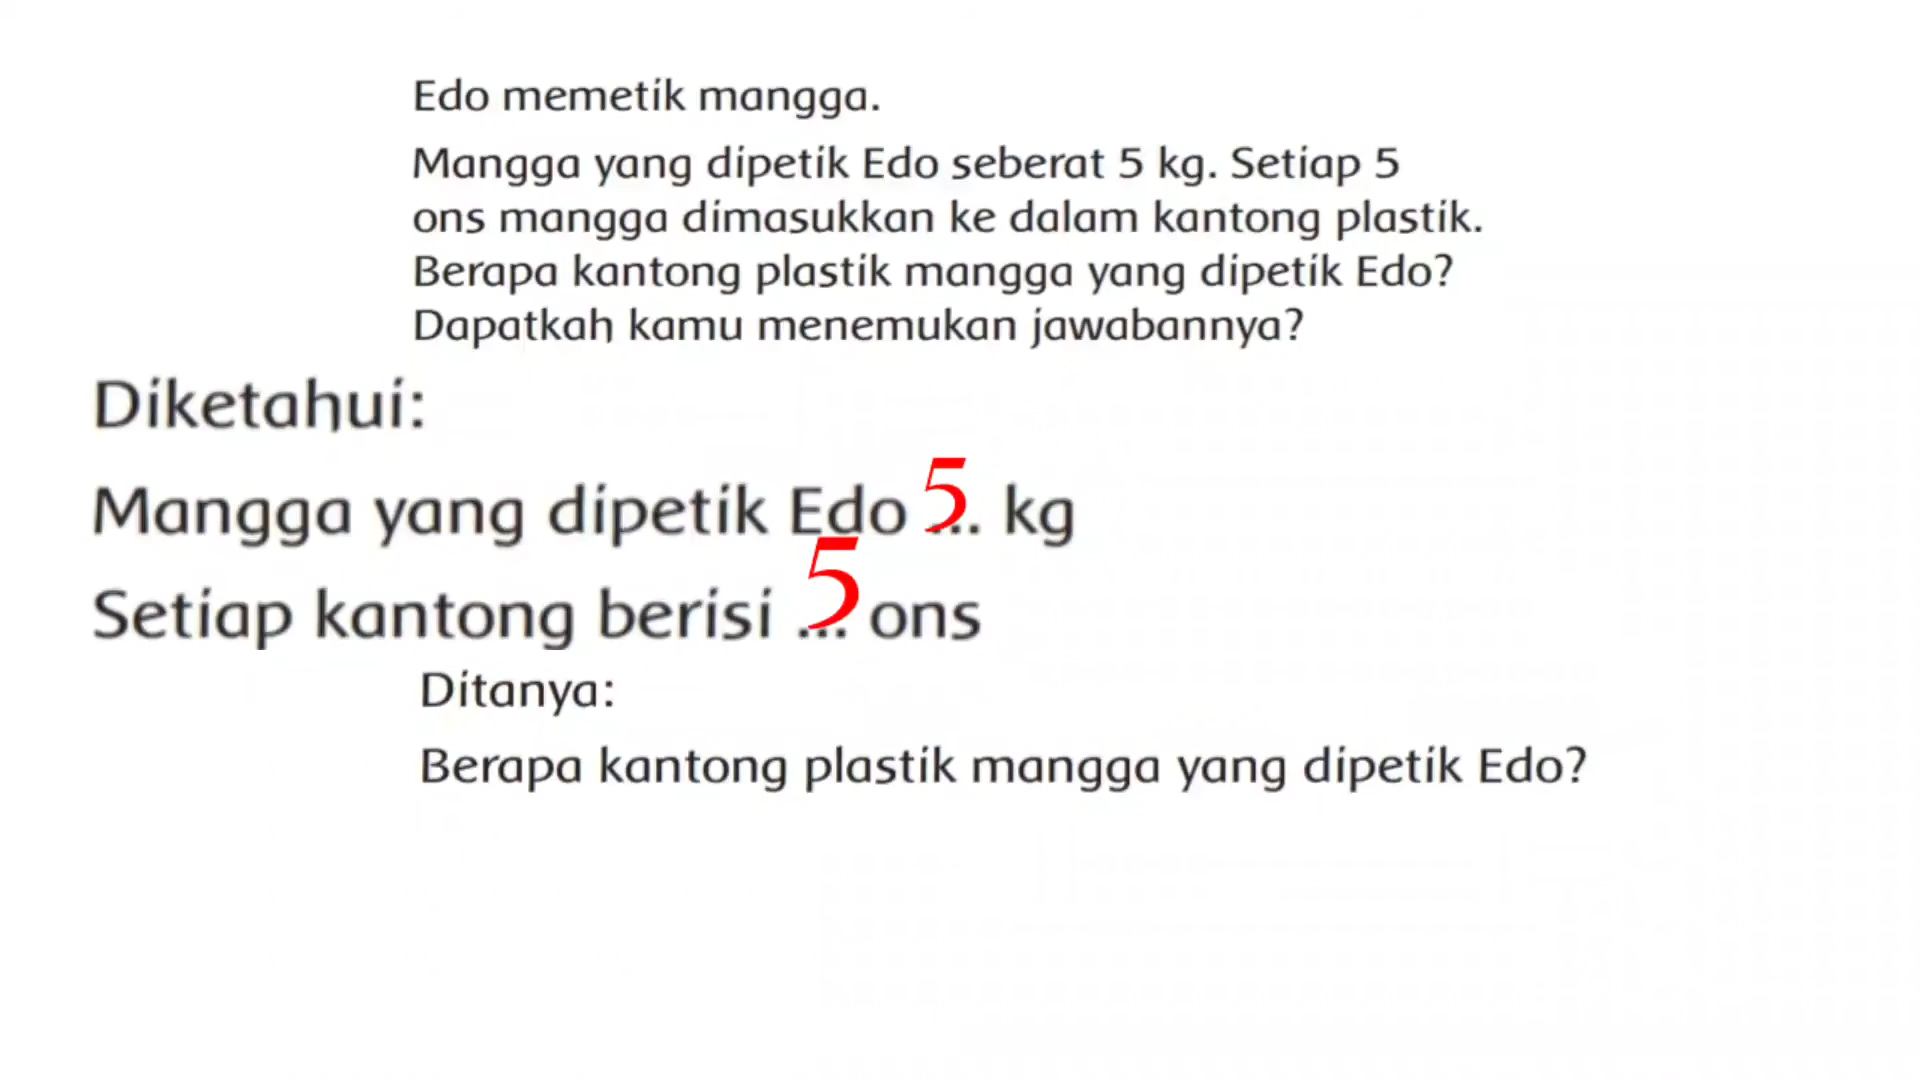 Edo memetik mangga.
Mangga yang dipetik Edo seberat 5 kg. Setiap 5
ons mangga dimasukkan ke dalam kantong plastik.
Berapa kantong plastik mangga yang dipetik Edo?
Dapatkah kamu menemukan jawabannya?
Diketahui:
Mangga yang dipetik Edo 5... kg
Setiap kantong berisi 5... ons
Ditanya:
Berapa kantong plastik mangga yang dipetik Edo?